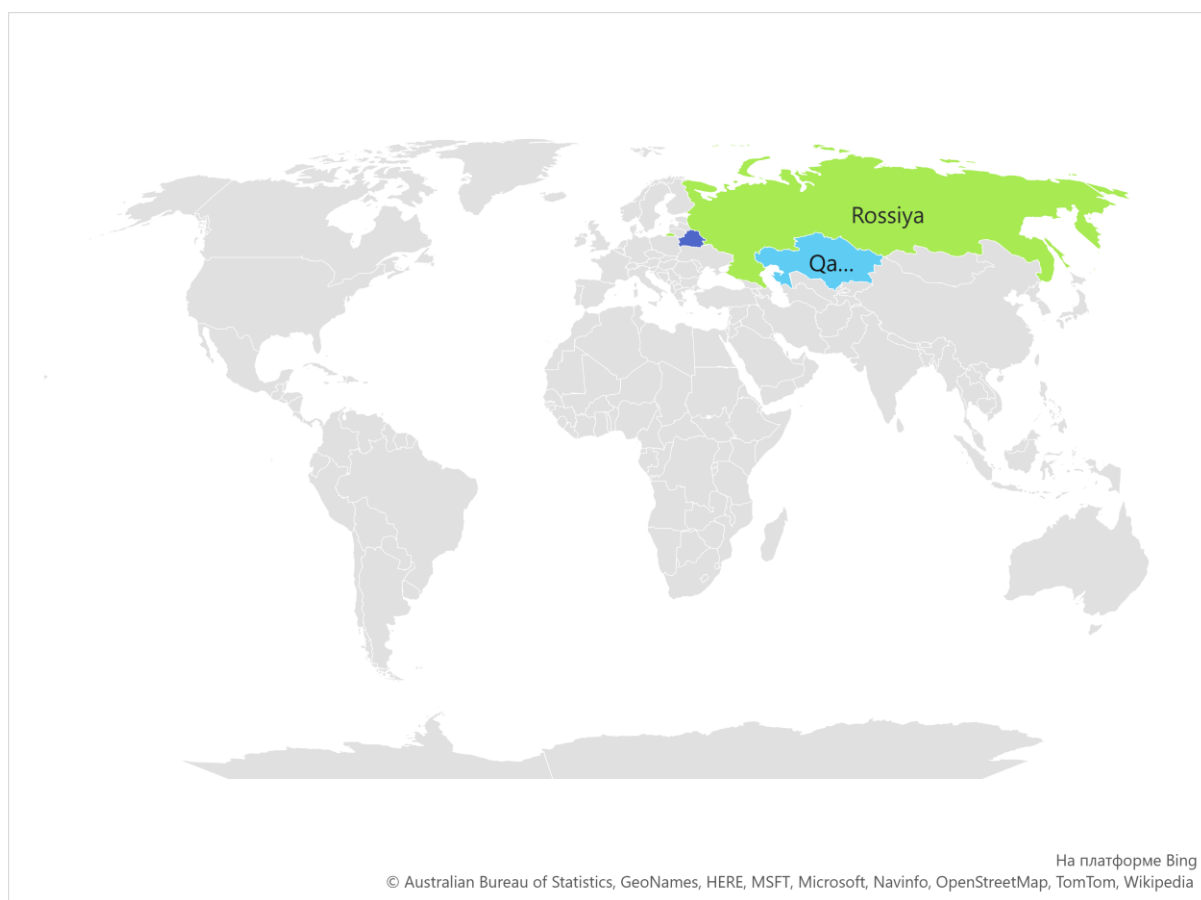 Rossiya
Qa...
На платформе Bing
© Australian Bureau of Statistics, GeoNames, HERE, MSFT, Microsoft, Navinfo, OpenStreetMap, TomTom, Wikipedia